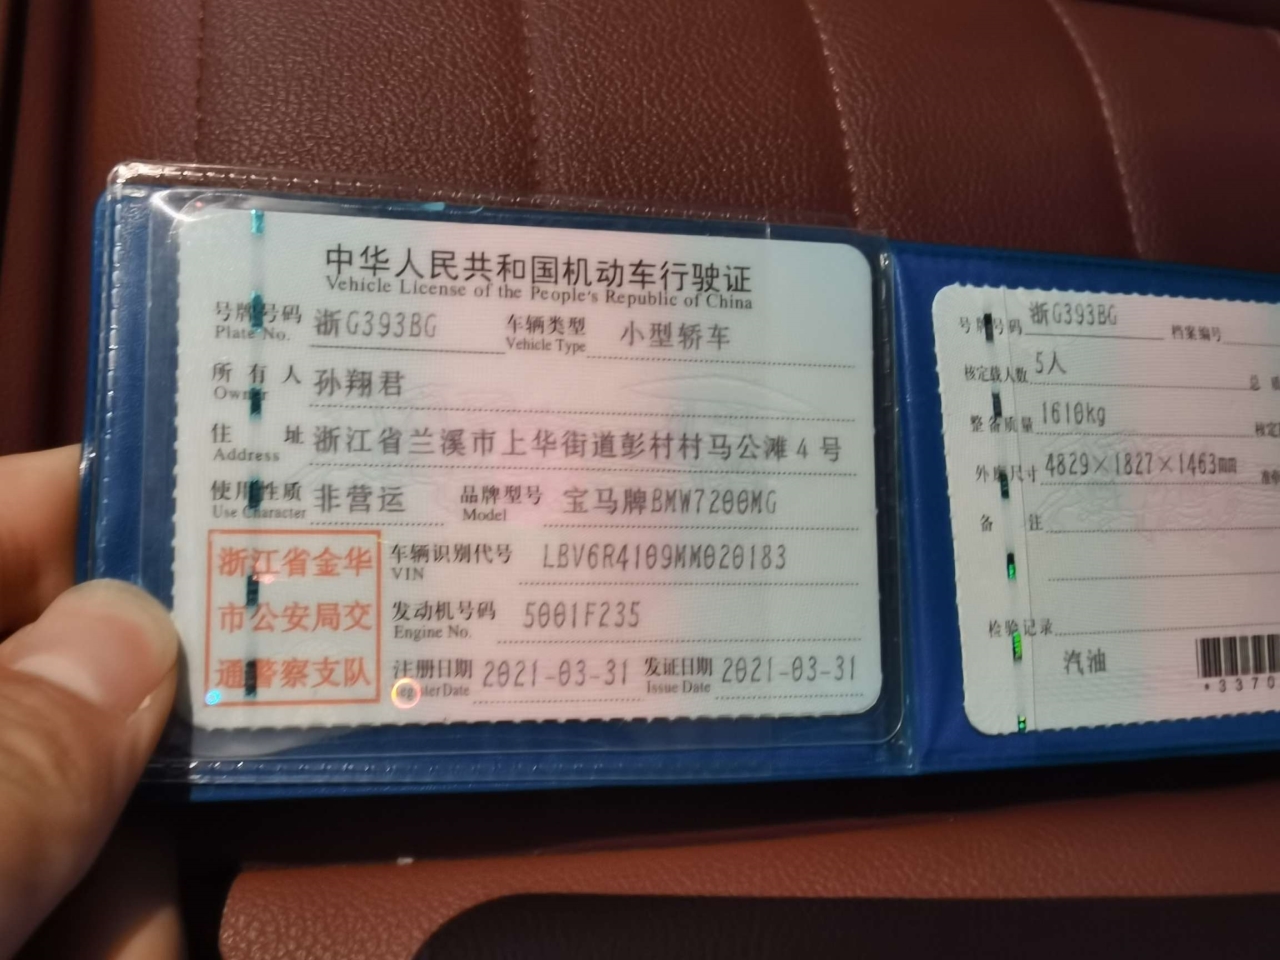 中华人民共和国机动车行驶证
Vehicle License of the People's Republic of China
号牌号码 浙G393BG 车辆类型 小型轿车
Plate No. Vehicle Type
所有人 孙翔君
Owner
住址 浙江省兰溪市上华街道彭村村马公滩4号
Address
使用性质 非营运 品牌型号 宝马牌BMW7200MG
Use Character Model
浙江省金华
市公安局交
通警察支队
车辆识别代号 LBV6R4109MM020183
VIN
发动机号码 5001F235
Engine No.
注册日期 2021-03-31 发证日期 2021-03-31
Register Date Issue Date
号牌号码 浙G393BG 档案编号
核定载人数 5人 总
整备质量 1610kg 核定
外廓尺寸 4829×1827×1463mm
备注
检验记录
汽油
*3370